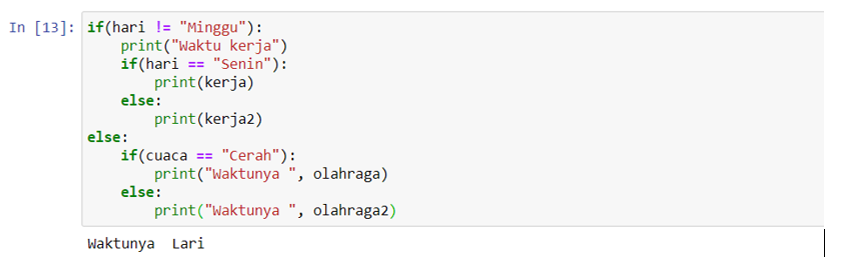 In [13]: if(hari != "Minggu"):
    print("Waktu kerja")
    if(hari == "Senin"):
        print(kerja)
    else:
        print(kerja2)
else:
    if(cuaca == "Cerah"):
        print("Waktunya ", olahraga)
    else:
        print("Waktunya ", olahraga2)
Waktunya  Lari